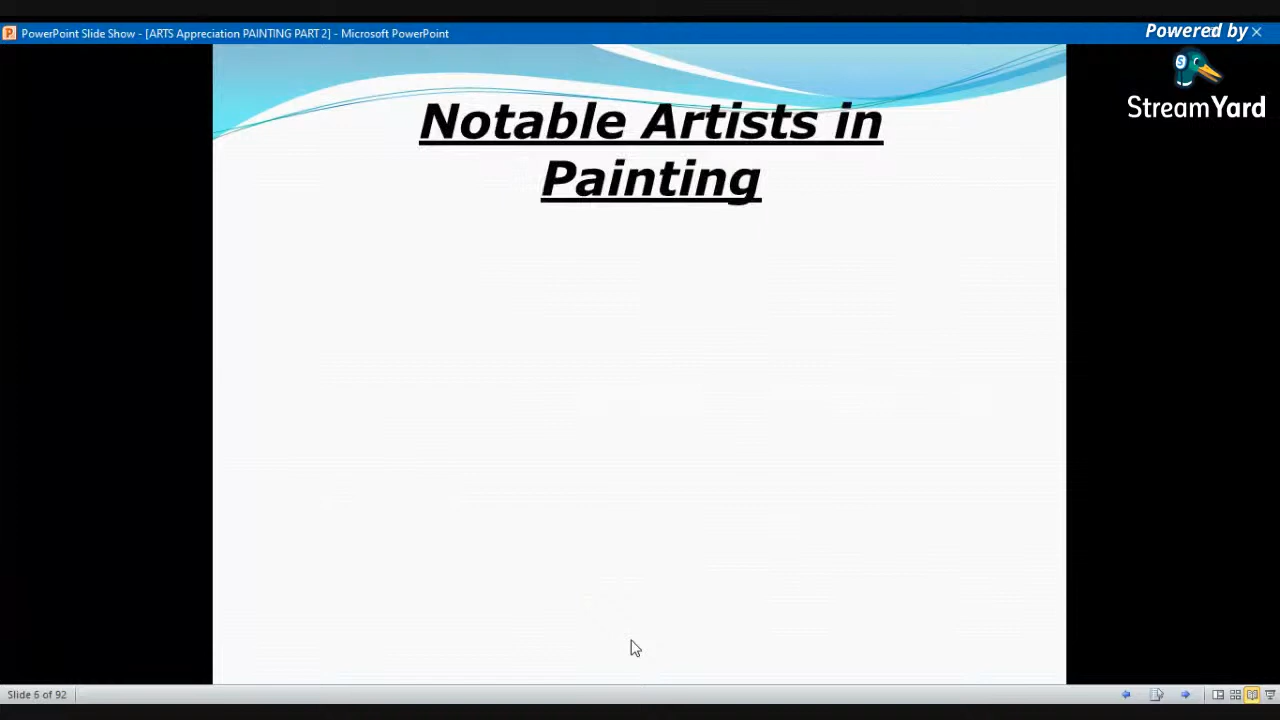 PowerPoint Slide Show - [ARTS Appreciation PAINTING PART 2] - Microsoft PowerPoint
Powered by
StreamYard
Notable Artists in
Painting
Slide 6 of 92